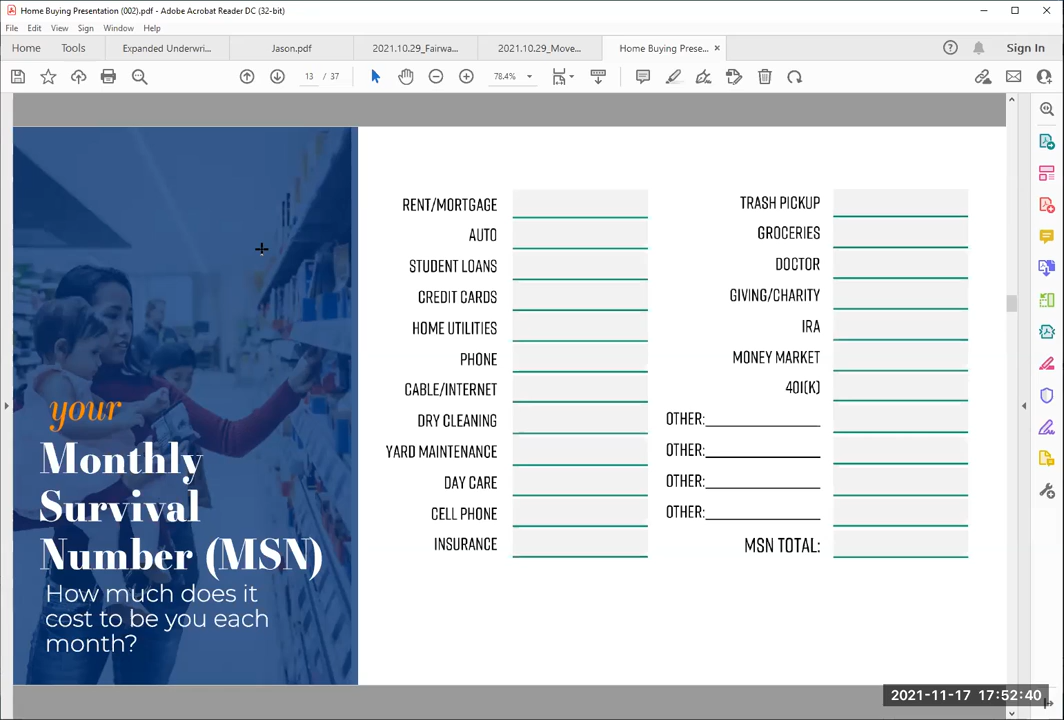 Home Buying Presentation (002).pdf - Adobe Acrobat Reader DC (32-bit)
File Edit View Sign Window Help
Home Tools Expanded Underwri... Jason.pdf 2021.10.29_Fairwa... 2021.10.29_Move... Home Buying Prese... × Sign In
13 / 37 78.4%
your
Monthly
Survival
Number (MSN)
How much does it
cost to be you each
month?
RENT/MORTGAGE
AUTO
STUDENT LOANS
CREDIT CARDS
HOME UTILITIES
PHONE
CABLE/INTERNET
DRY CLEANING
YARD MAINTENANCE
DAY CARE
CELL PHONE
INSURANCE
TRASH PICKUP
GROCERIES
DOCTOR
GIVING/CHARITY
IRA
MONEY MARKET
401(K)
OTHER:
OTHER:
OTHER:
OTHER:
MSN TOTAL:
2021-11-17 17:52:40